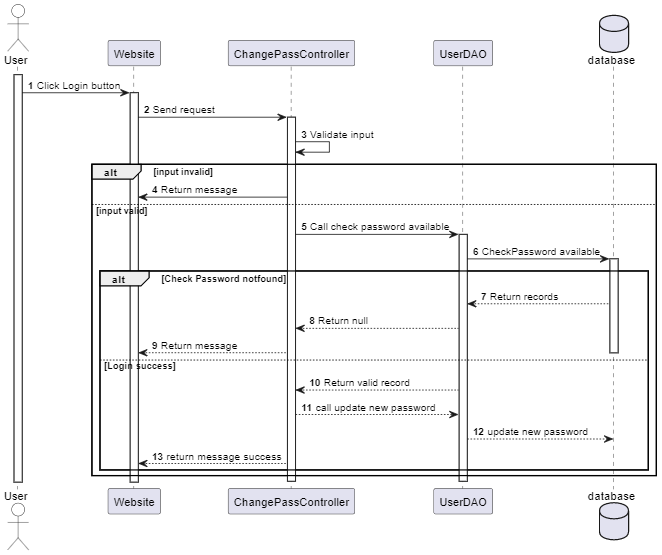 User
Website
ChangePassController
UserDAO
database
1 Click Login button
2 Send request
3 Validate input
alt [input invalid]
4 Return message
[input valid]
5 Call check password available
6 CheckPassword available
alt [Check Password notfound]
7 Return records
8 Return null
9 Return message
[Login success]
10 Return valid record
11 call update new password
12 update new password
13 return message success
User
Website
ChangePassController
UserDAO
database